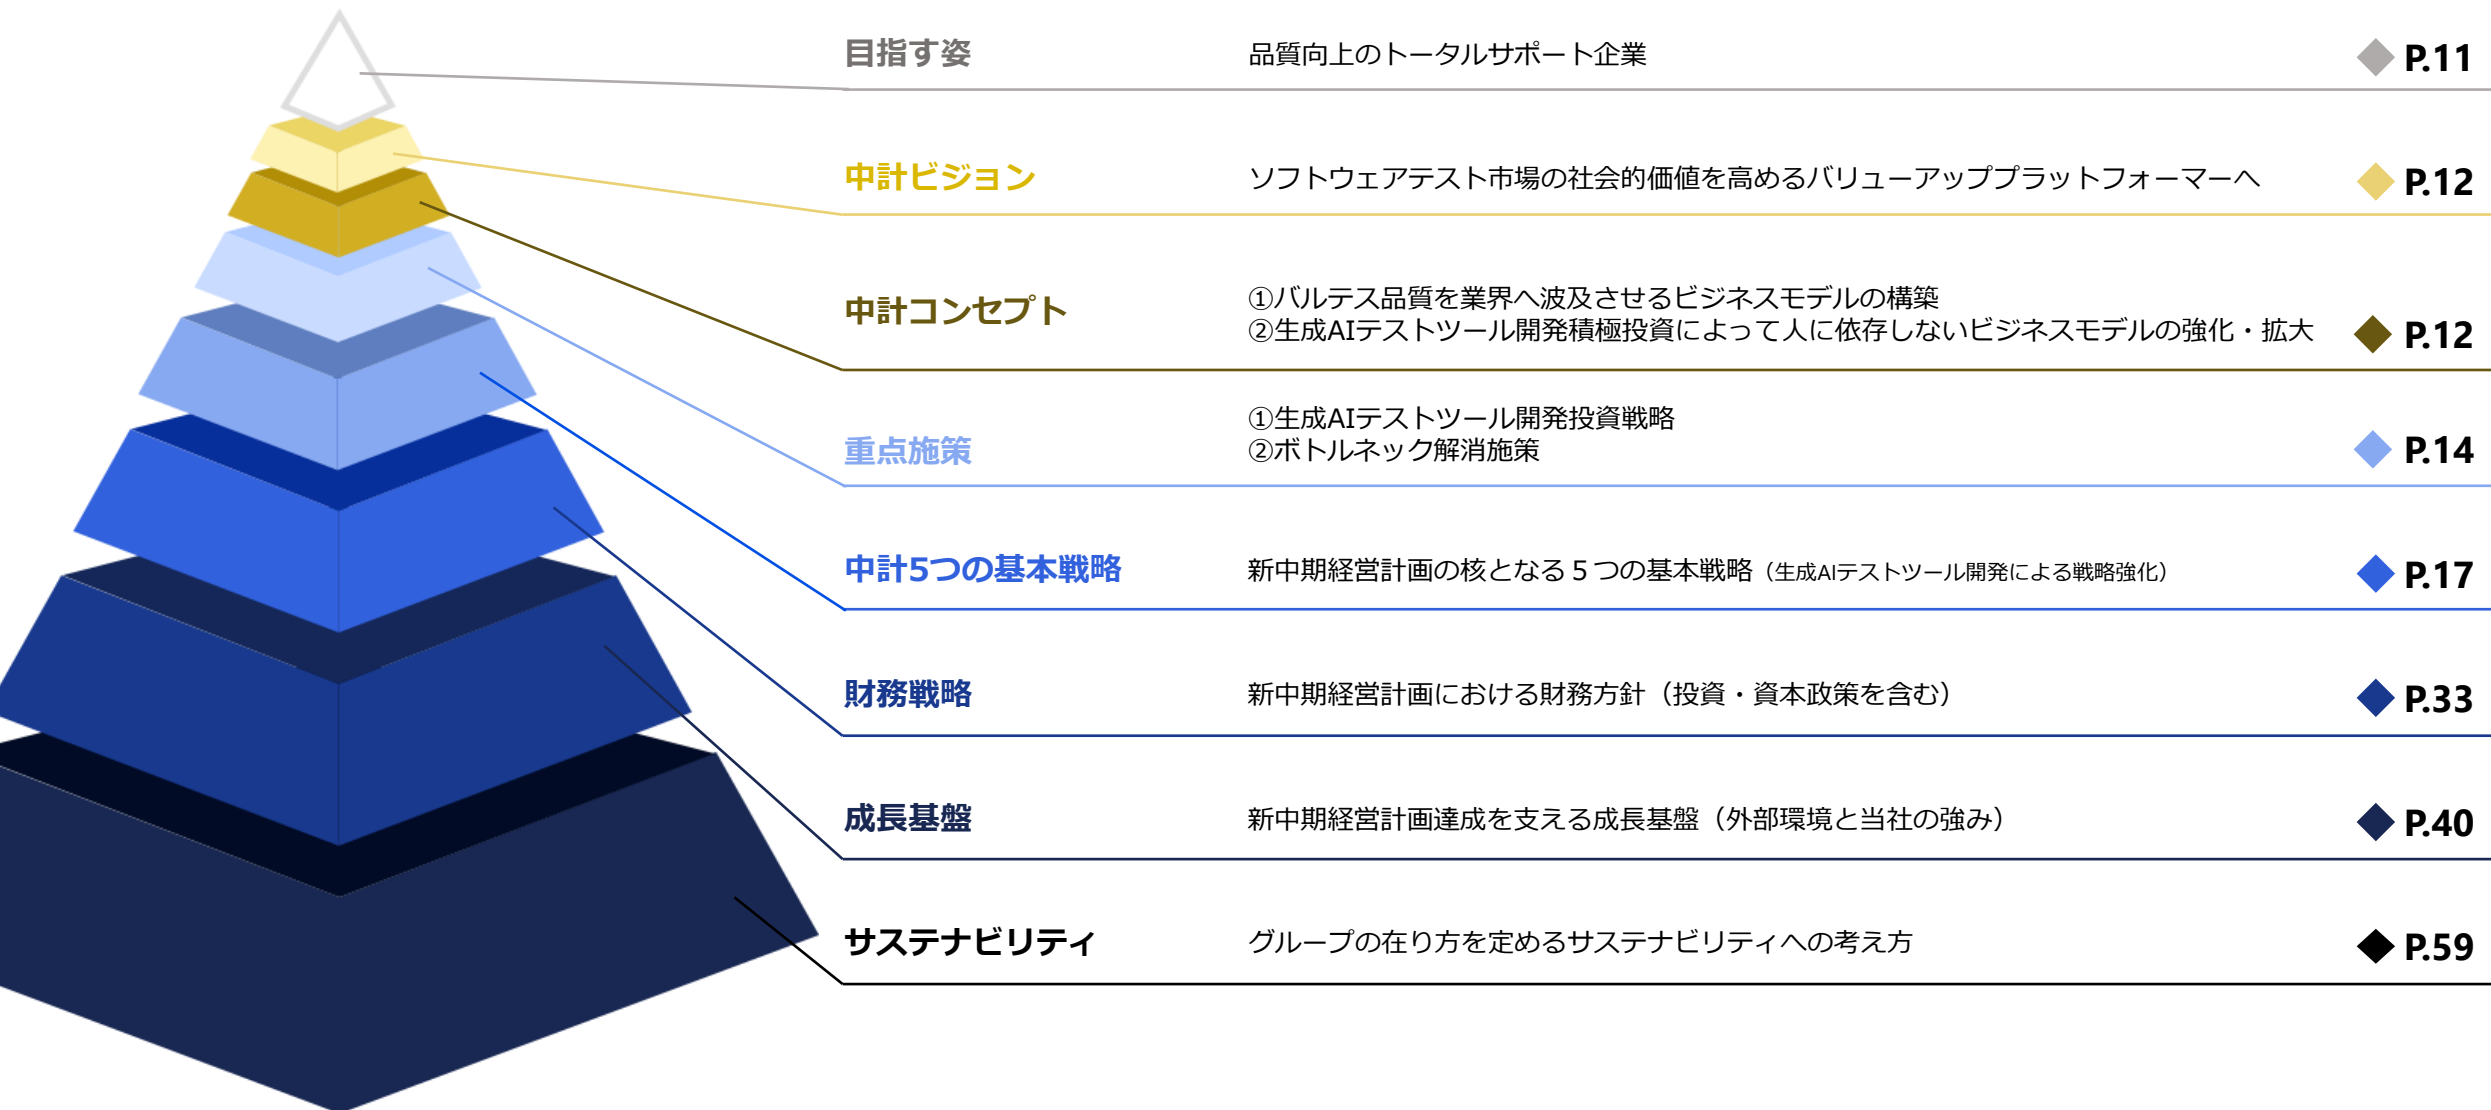 目指す姿 品質向上のトータルサポート企業 P.11
中計ビジョン ソフトウェアテスト市場の社会的価値を高めるバリューアッププラットフォーマーへ P.12
中計コンセプト ①バルテス品質を業界へ波及させるビジネスモデルの構築
②生成AIテストツール開発積極投資によって人に依存しないビジネスモデルの強化・拡大 P.12
①生成AIテストツール開発投資戦略
重点施策 ②ボトルネック解消施策 P.14
中計5つの基本戦略 新中期経営計画の核となる５つの基本戦略（生成AIテストツール開発による戦略強化） P.17
財務戦略 新中期経営計画における財務方針（投資・資本政策を含む） P.33
成長基盤 新中期経営計画達成を支える成長基盤（外部環境と当社の強み） P.40
サステナビリティ グループの在り方を定めるサステナビリティへの考え方 P.59